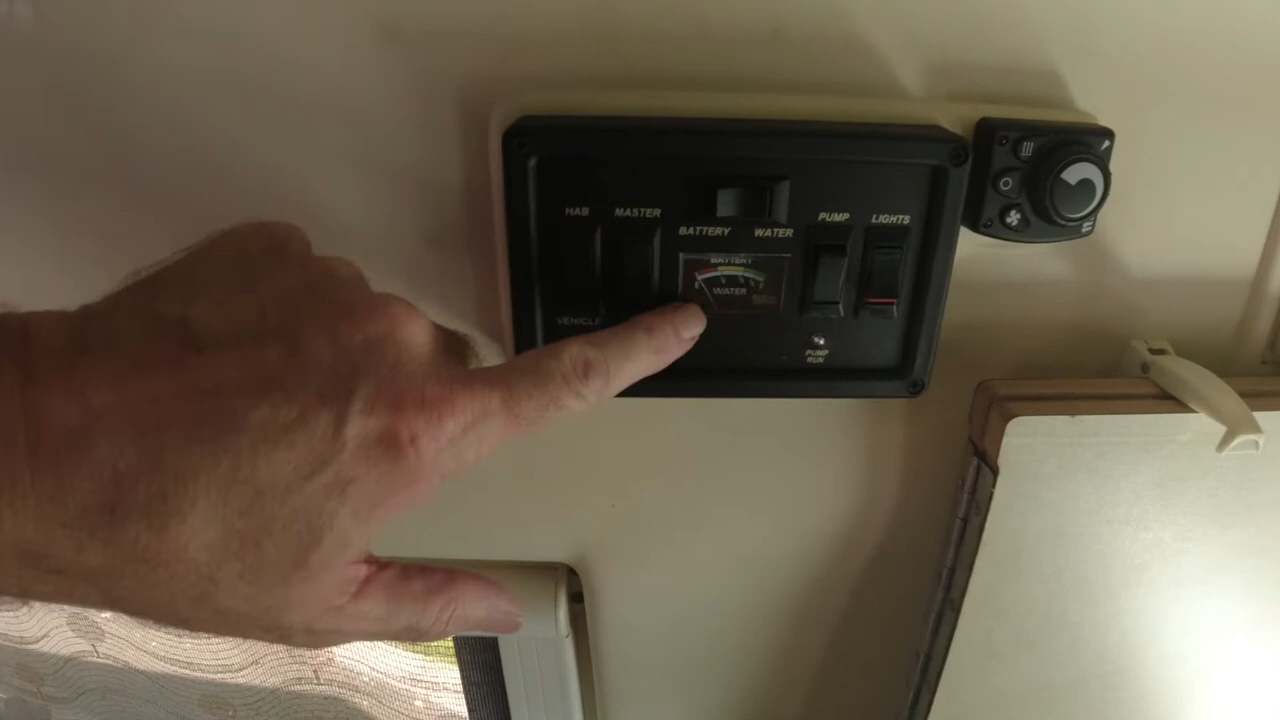 HAB
MASTER
BATTERY
WATER
PUMP
LIGHTS
BATTERY
E
WATER
VEHICLE
PUMP
RUN